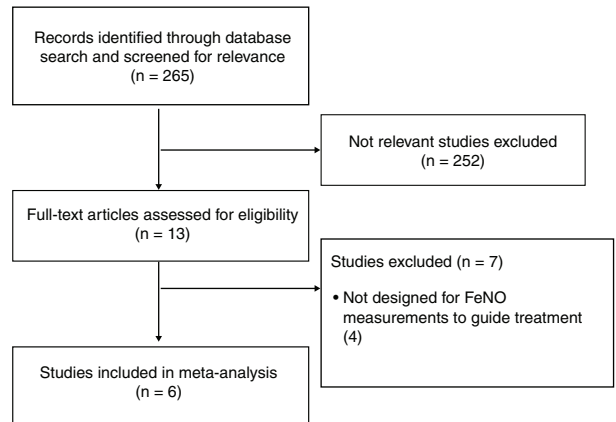 Records identified through database
search and screened for relevance
(n = 265)
Not relevant studies excluded
(n = 252)
Full-text articles assessed for eligibility
(n = 13)
Studies excluded (n = 7)
• Not designed for FeNO
measurements to guide treatment
(4)
Studies included in meta-analysis
(n = 6)